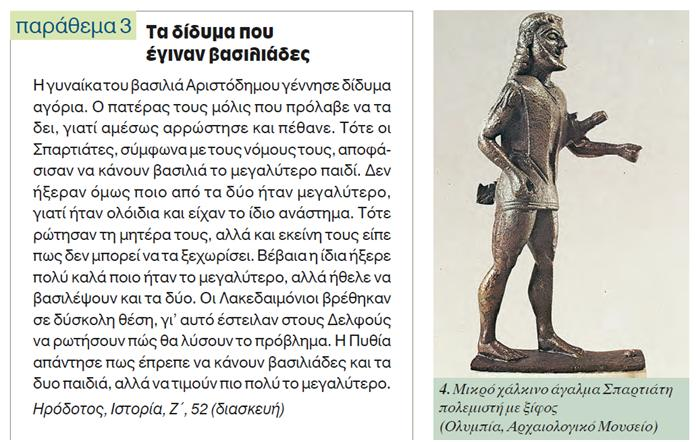 παράθεμα 3
Τα δίδυμα που
έγιναν βασιλιάδες
Η γυναίκα του βασιλιά Αριστόδημου γέννησε δίδυμα
αγόρια. Ο πατέρας τους μόλις που πρόλαβε να τα
δει, γιατί αμέσως αρρώστησε και πέθανε. Τότε οι
Σπαρτιάτες, σύμφωνα με τους νόμους τους, αποφά-
σισαν να κάνουν βασιλιά το μεγαλύτερο παιδί. Δεν
ήξεραν όμως ποιο από τα δύο ήταν μεγαλύτερο,
γιατί ήταν ολόιδια και είχαν το ίδιο ανάστημα. Τότε
ρώτησαν τη μητέρα τους, αλλά και εκείνη τους είπε
πως δεν μπορεί να τα ξεχωρίσει. Βέβαια η ίδια ήξερε
πολύ καλά ποιο ήταν το μεγαλύτερο, αλλά ήθελε να
βασιλέψουν και τα δύο. Οι Λακεδαιμόνιοι βρέθηκαν
σε δύσκολη θέση, γι' αυτό έστειλαν στους Δελφούς
να ρωτήσουν πώς θα λύσουν το πρόβλημα. Η Πυθία
απάντησε πως έπρεπε να κάνουν βασιλιάδες και τα
δυο παιδιά, αλλά να τιμούν πιο πολύ το μεγαλύτερο.
Ηρόδοτος, Ιστορία, Ζ΄, 52 (διασκευή)
4. Μικρό χάλκινο άγαλμα Σπαρτιάτη
πολεμιστή με ξίφος
(Ολυμπία, Αρχαιολογικό Μουσείο)